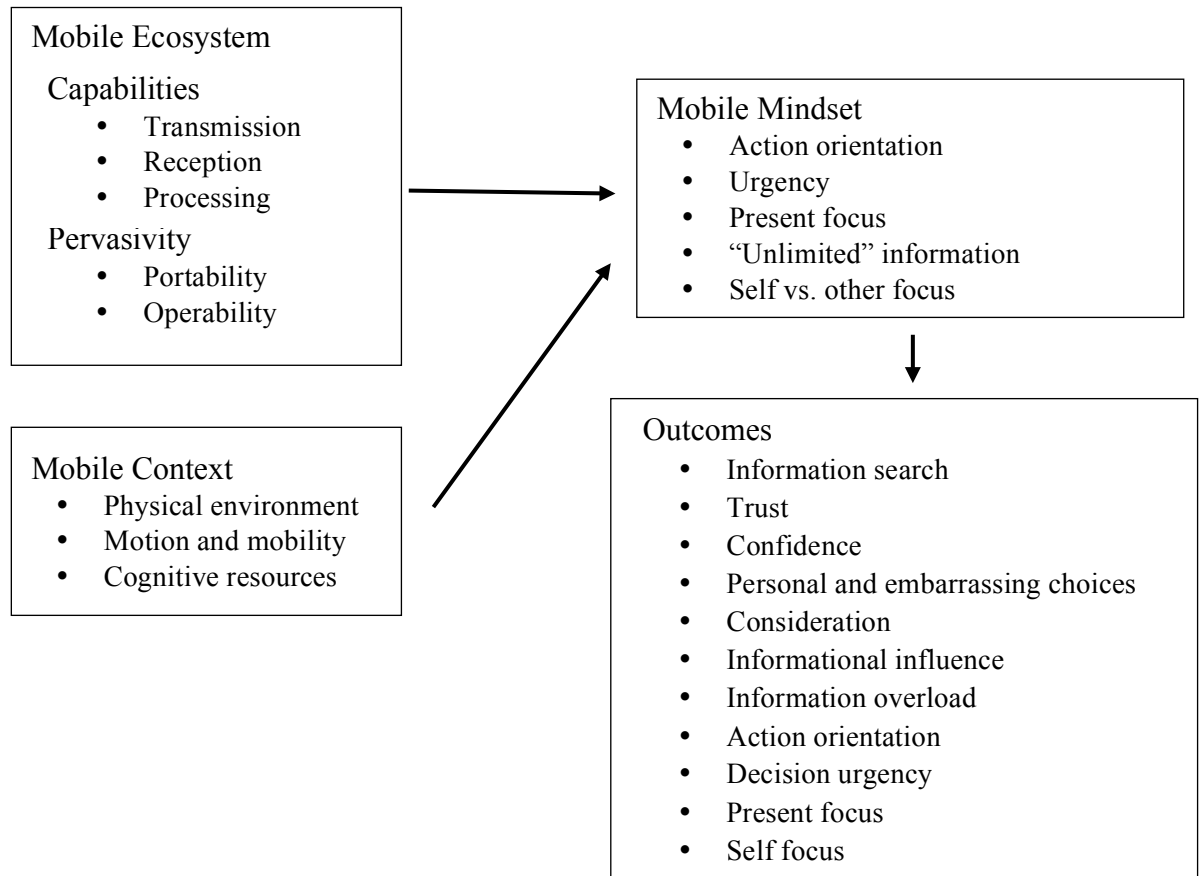 Mobile Ecosystem
Capabilities
• Transmission
• Reception
• Processing
Pervasivity
• Portability
• Operability
Mobile Context
• Physical environment
• Motion and mobility
• Cognitive resources
Mobile Mindset
• Action orientation
• Urgency
• Present focus
• “Unlimited” information
• Self vs. other focus
Outcomes
• Information search
• Trust
• Confidence
• Personal and embarrassing choices
• Consideration
• Informational influence
• Information overload
• Action orientation
• Decision urgency
• Present focus
• Self focus